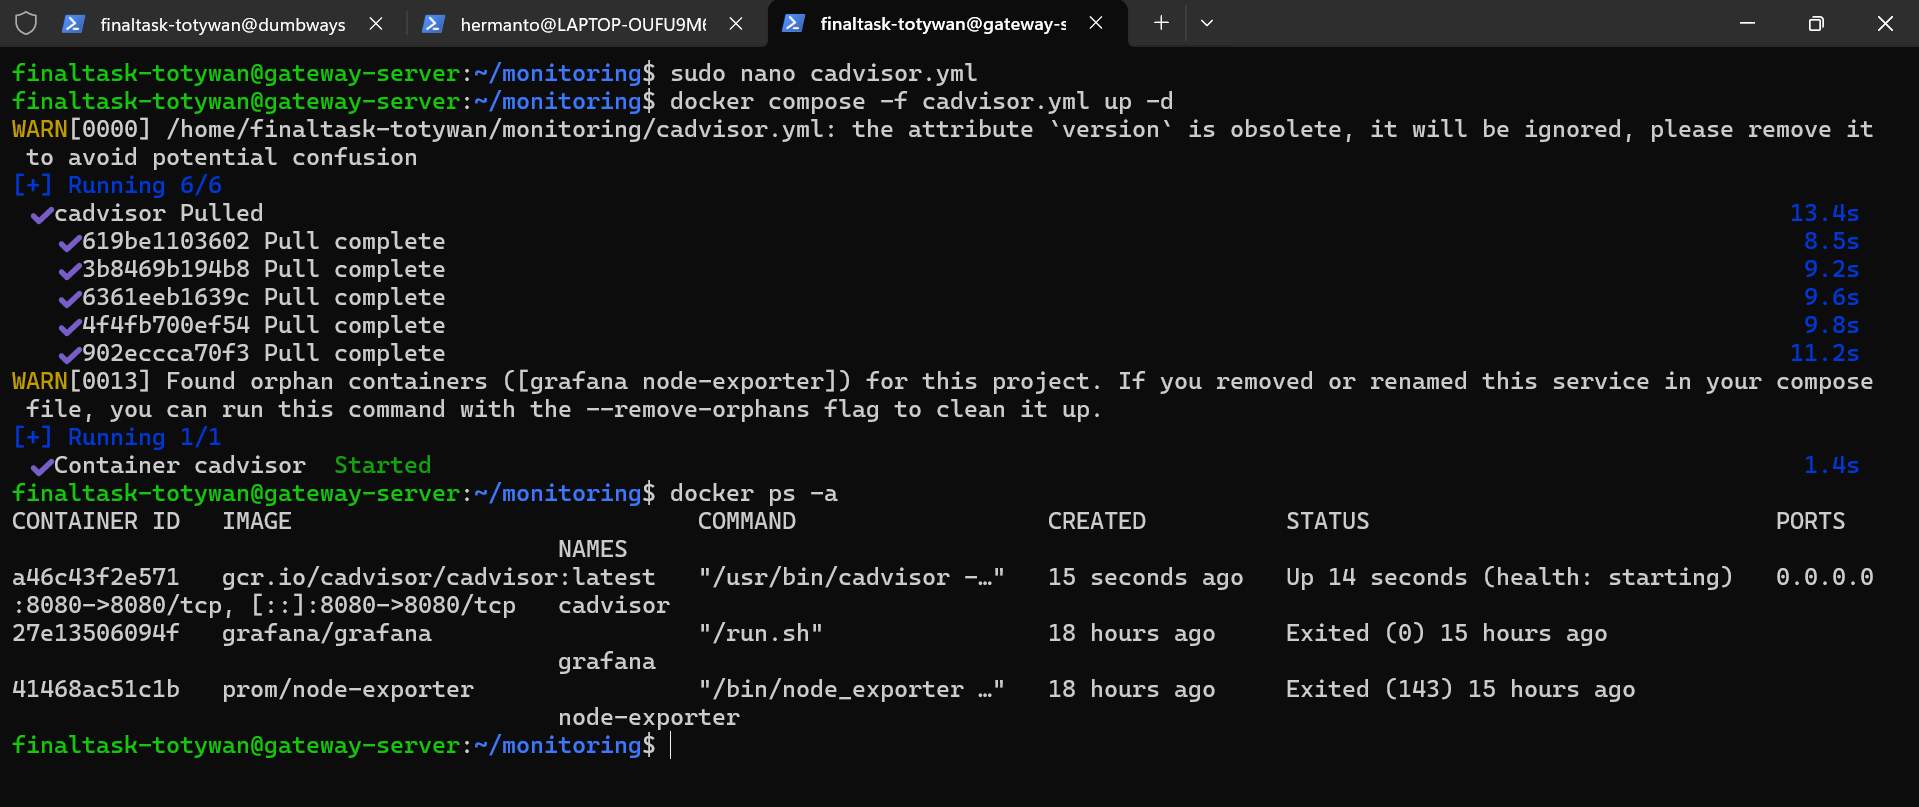 finaltask-totywan@dumbways
hermanto@LAPTOP-OUFU9M6
finaltask-totywan@gateway-s
finaltask-totywan@gateway-server:~/monitoring$ sudo nano cadvisor.yml
finaltask-totywan@gateway-server:~/monitoring$ docker compose -f cadvisor.yml up -d
WARN[0000] /home/finaltask-totywan/monitoring/cadvisor.yml: the attribute `version` is obsolete, it will be ignored, please remove it
to avoid potential confusion
[+] Running 6/6
✔cadvisor Pulled 13.4s
✔619be1103602 Pull complete 8.5s
✔3b8469b194b8 Pull complete 9.2s
✔6361eeb1639c Pull complete 9.6s
✔4f4fb700ef54 Pull complete 9.8s
✔902eccca70f3 Pull complete 11.2s
WARN[0013] Found orphan containers ([grafana node-exporter]) for this project. If you removed or renamed this service in your compose
file, you can run this command with the --remove-orphans flag to clean it up.
[+] Running 1/1
✔Container cadvisor Started 1.4s
finaltask-totywan@gateway-server:~/monitoring$ docker ps -a
CONTAINER ID IMAGE COMMAND CREATED STATUS PORTS
NAMES
a46c43f2e571 gcr.io/cadvisor/cadvisor:latest "/usr/bin/cadvisor -…" 15 seconds ago Up 14 seconds (health: starting) 0.0.0.0
:8080->8080/tcp, [::]:8080->8080/tcp cadvisor
27e13506094f grafana/grafana "/run.sh" 18 hours ago Exited (0) 15 hours ago
grafana
41468ac51c1b prom/node-exporter "/bin/node_exporter …" 18 hours ago Exited (143) 15 hours ago
node-exporter
finaltask-totywan@gateway-server:~/monitoring$